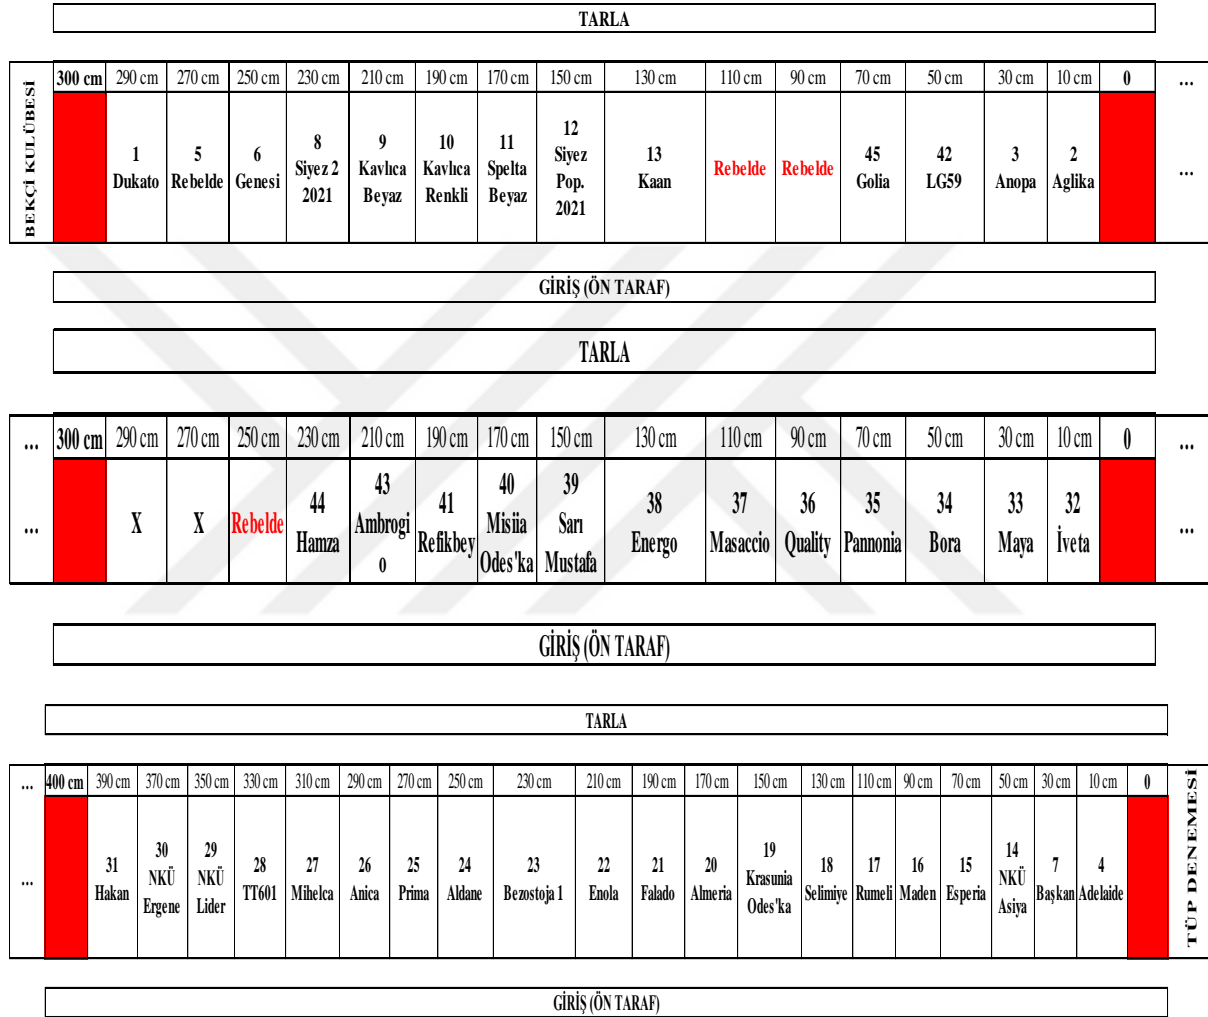 TARLA
BEKÇİ KULÜBESİ
300 cm 290 cm 270 cm 250 cm 230 cm 210 cm 190 cm 170 cm 150 cm 130 cm 110 cm 90 cm 70 cm 50 cm 30 cm 10 cm 0 ...
1 Dukato
5 Rebelde
6 Genesi
8 Siyez 2 2021
9 Kavlıca Beyaz
10 Kavlıca Renkli
11 Spelta Beyaz
12 Siyez Pop. 2021
13 Kaan
Rebelde
Rebelde
45 Golia
42 LG59
3 Anopa
2 Aglika
...
GİRİŞ (ÖN TARAF)
TARLA
... 300 cm 290 cm 270 cm 250 cm 230 cm 210 cm 190 cm 170 cm 150 cm 130 cm 110 cm 90 cm 70 cm 50 cm 30 cm 10 cm 0 ...
...
X
X
Rebelde
44 Hamza
43 Ambrogi o
41 Refikbey
40 Misiia Odes'ka
39 Sarı Mustafa
38 Energo
37 Masaccio
36 Quality
35 Pannonia
34 Bora
33 Maya
32 İveta
...
GİRİŞ (ÖN TARAF)
TARLA
... 400 cm 390 cm 370 cm 350 cm 330 cm 310 cm 290 cm 270 cm 250 cm 230 cm 210 cm 190 cm 170 cm 150 cm 130 cm 110 cm 90 cm 70 cm 50 cm 30 cm 10 cm 0
...
31 Hakan
30 NKÜ Ergene
29 NKÜ Lider
28 TT601
27 Mihelca
26 Anica
25 Prima
24 Aldane
23 Bezostoja 1
22 Enola
21 Falado
20 Almeria
19 Krasunia Odes'ka
18 Selimiye
17 Rumeli
16 Maden
15 Esperia
14 NKÜ Asiya
7 Başkan
4 Adelaide
TÜP DENEMESİ
GİRİŞ (ÖN TARAF)